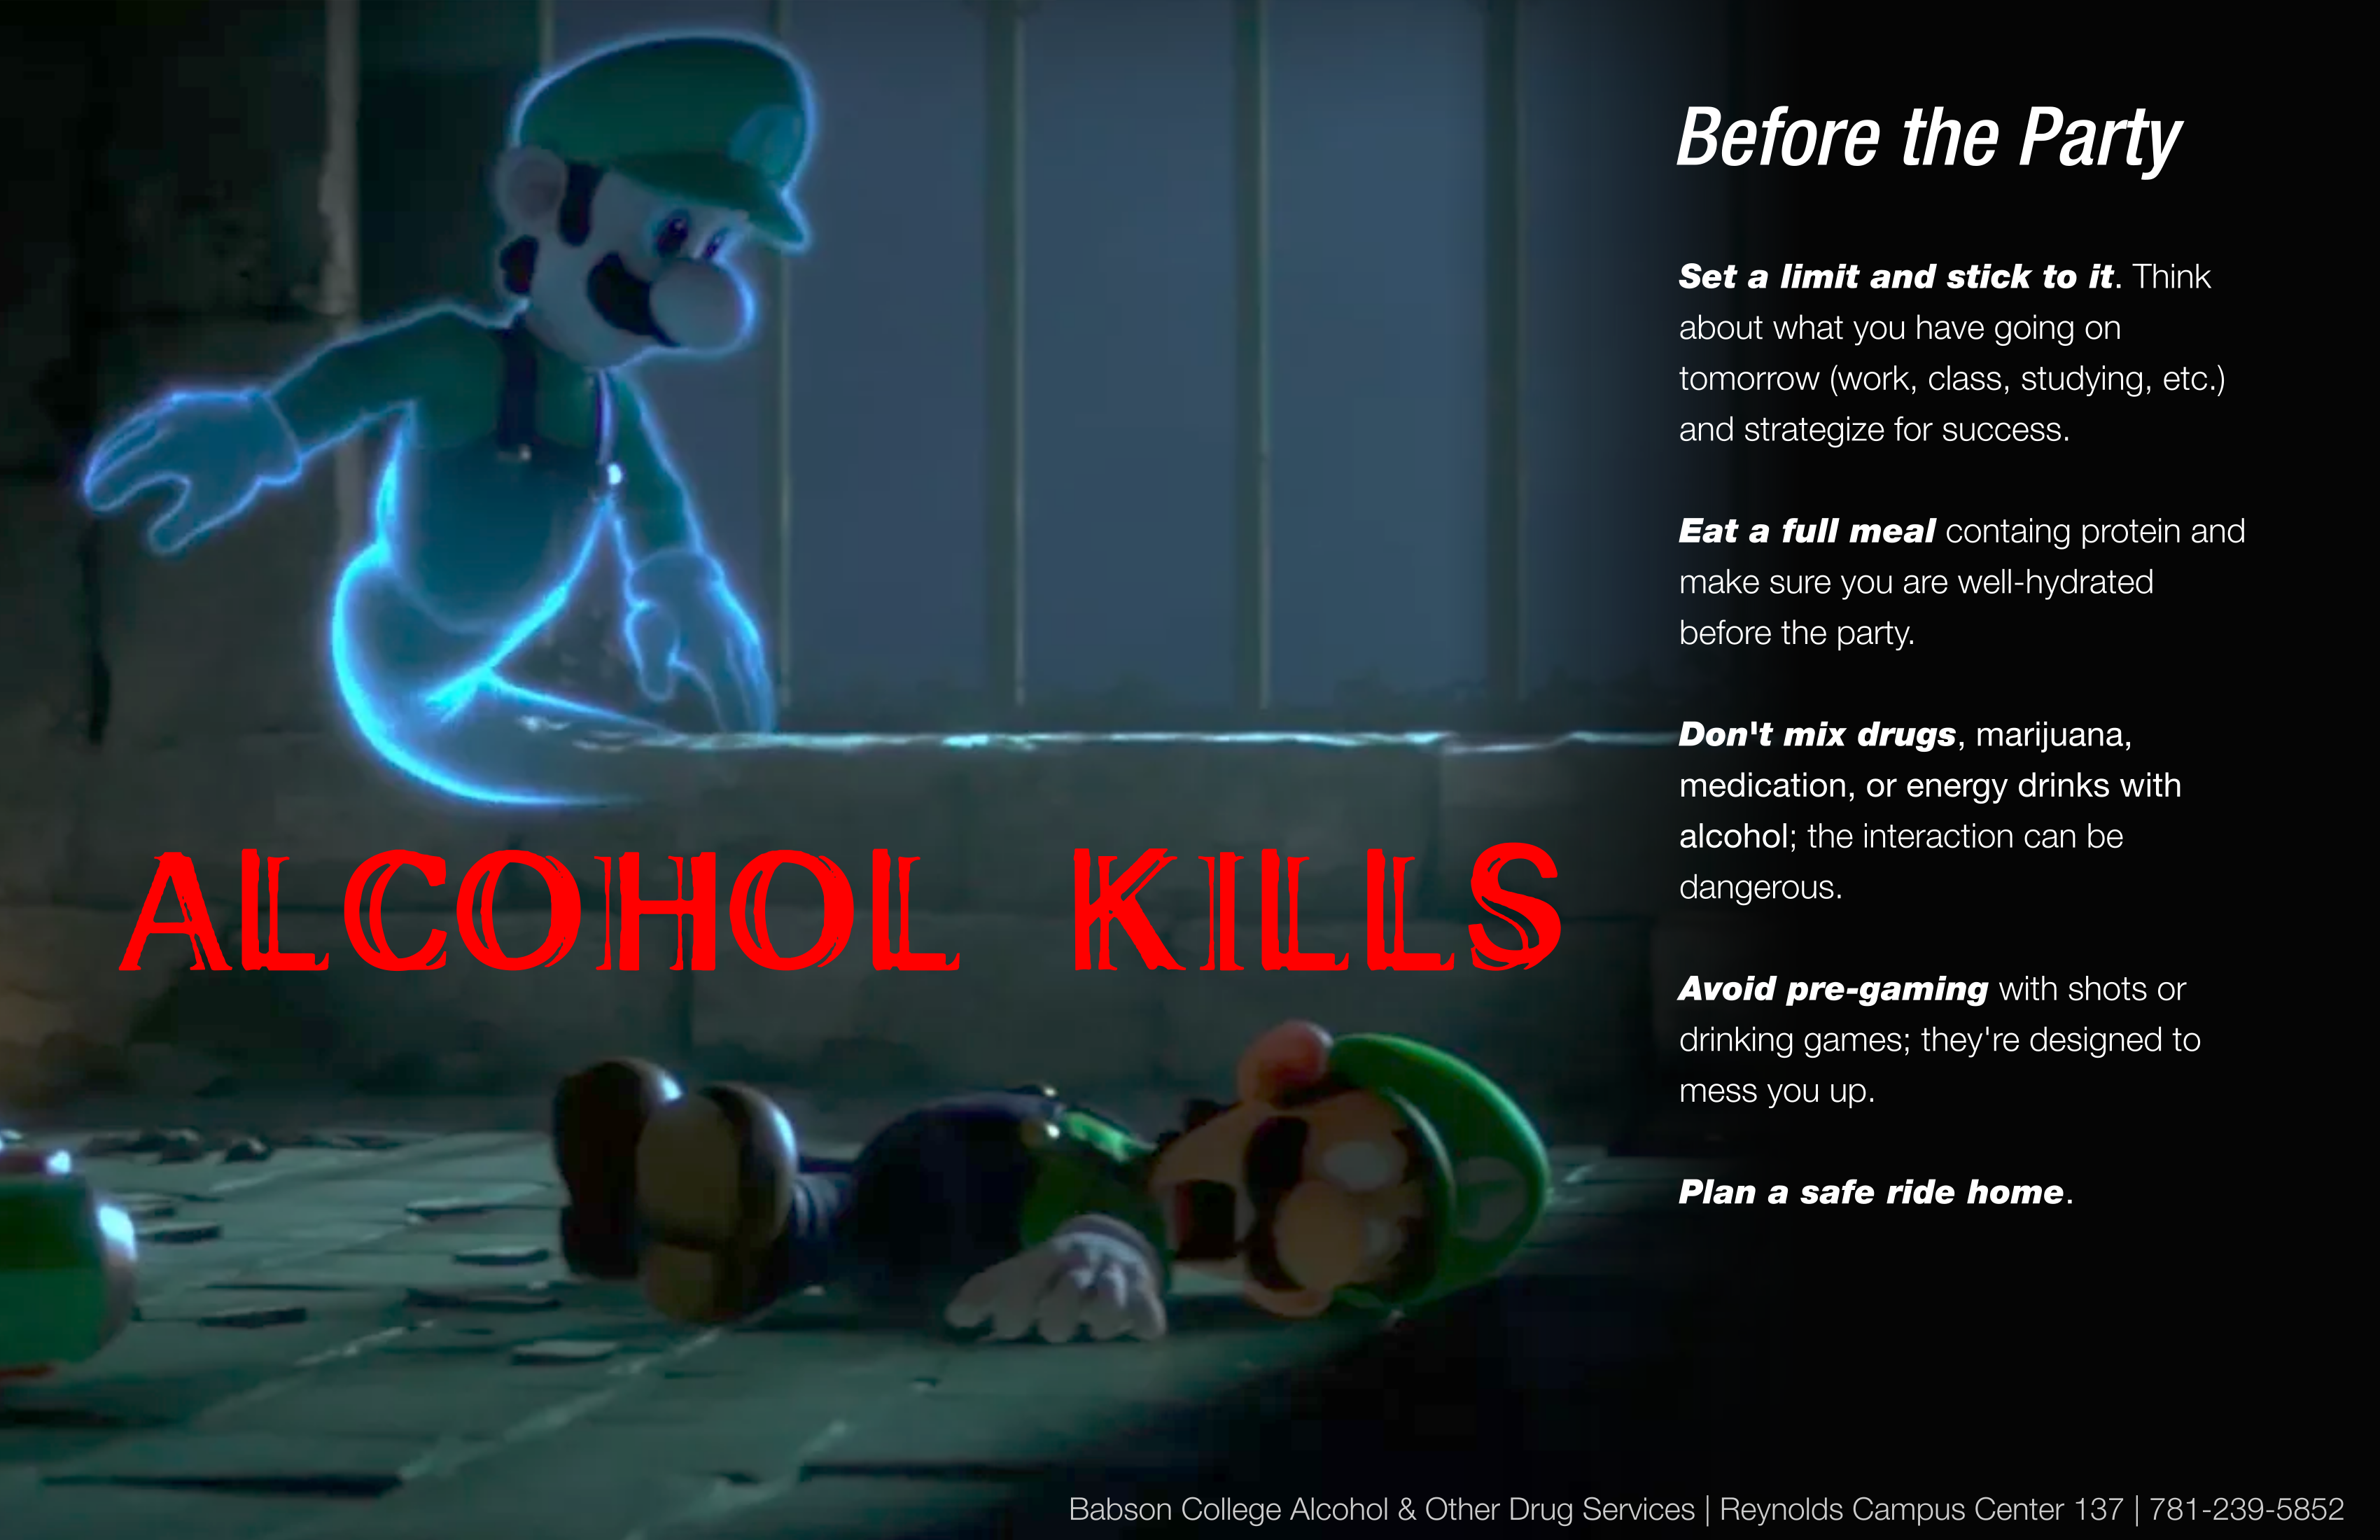 Before the Party
Set a limit and stick to it. Think
about what you have going on
tomorrow (work, class, studying, etc.)
and strategize for success.
Eat a full meal containg protein and
make sure you are well-hydrated
before the party.
Don't mix drugs, marijuana,
medication, or energy drinks with
alcohol; the interaction can be
dangerous.
Avoid pre-gaming with shots or
drinking games; they're designed to
mess you up.
Plan a safe ride home.
ALCOHOL KILLS
Babson College Alcohol & Other Drug Services | Reynolds Campus Center 137 | 781-239-5852